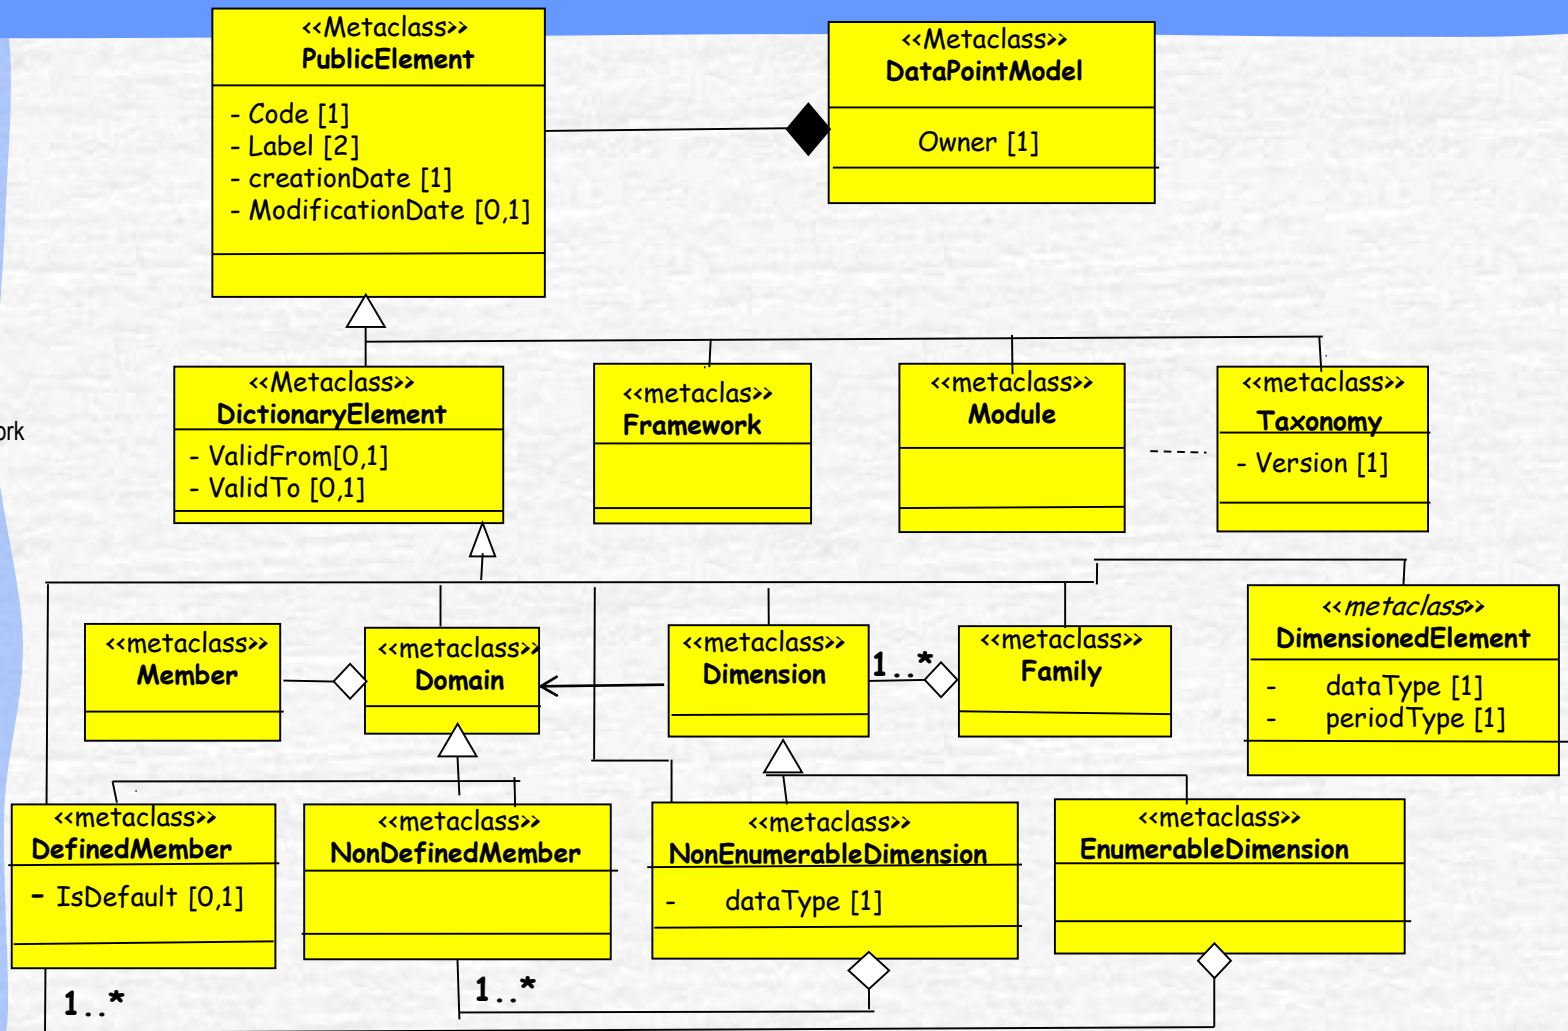 <<Metaclass>>
PublicElement
- Code [1]
- Label [2]
- creationDate [1]
- ModificationDate [0,1]
<<Metaclass>>
DataPointModel
Owner [1]
<<Metaclass>>
DictionaryElement
- ValidFrom[0,1]
- ValidTo [0,1]
<<metaclas>>
Framework
<<metaclass>>
Module
<<metaclass>>
Taxonomy
- Version [1]
ork
<<metaclass>>
Member
<<metaclass>>
Domain
<<metaclass>>
Dimension
1..*
<<metaclass>>
Family
<<metaclass>>
DimensionedElement
- dataType [1]
- periodType [1]
<<metaclass>>
DefinedMember
- IsDefault [0,1]
<<metaclass>>
NonDefinedMember
<<metaclass>>
NonEnumerableDimension
- dataType [1]
<<metaclass>>
EnumerableDimension
1..*
1..*